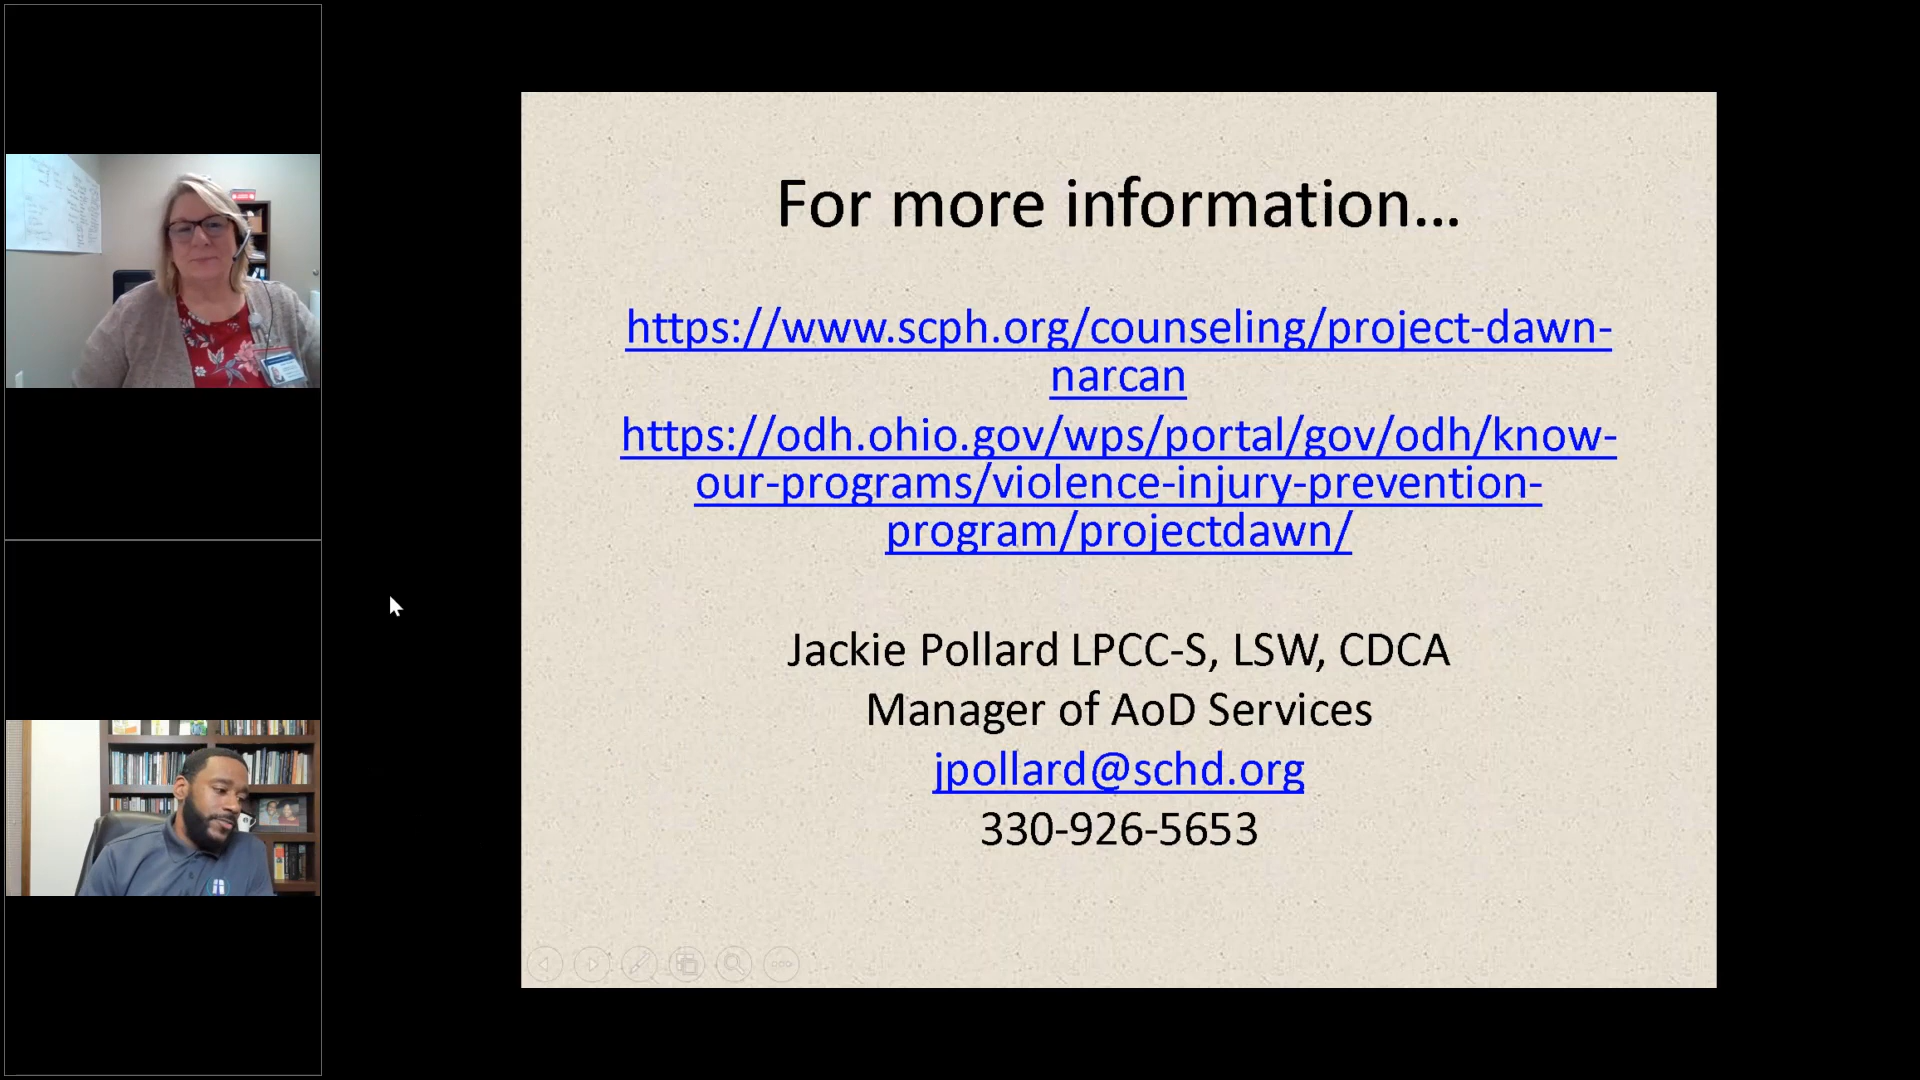 For more information...
https://www.scph.org/counseling/project-dawn-
narcan
https://odh.ohio.gov/wps/portal/gov/odh/know-
our-programs/violence-injury-prevention-
program/projectdawn/
Jackie Pollard LPCC-S, LSW, CDCA
Manager of AoD Services
jpollard@schd.org
330-926-5653